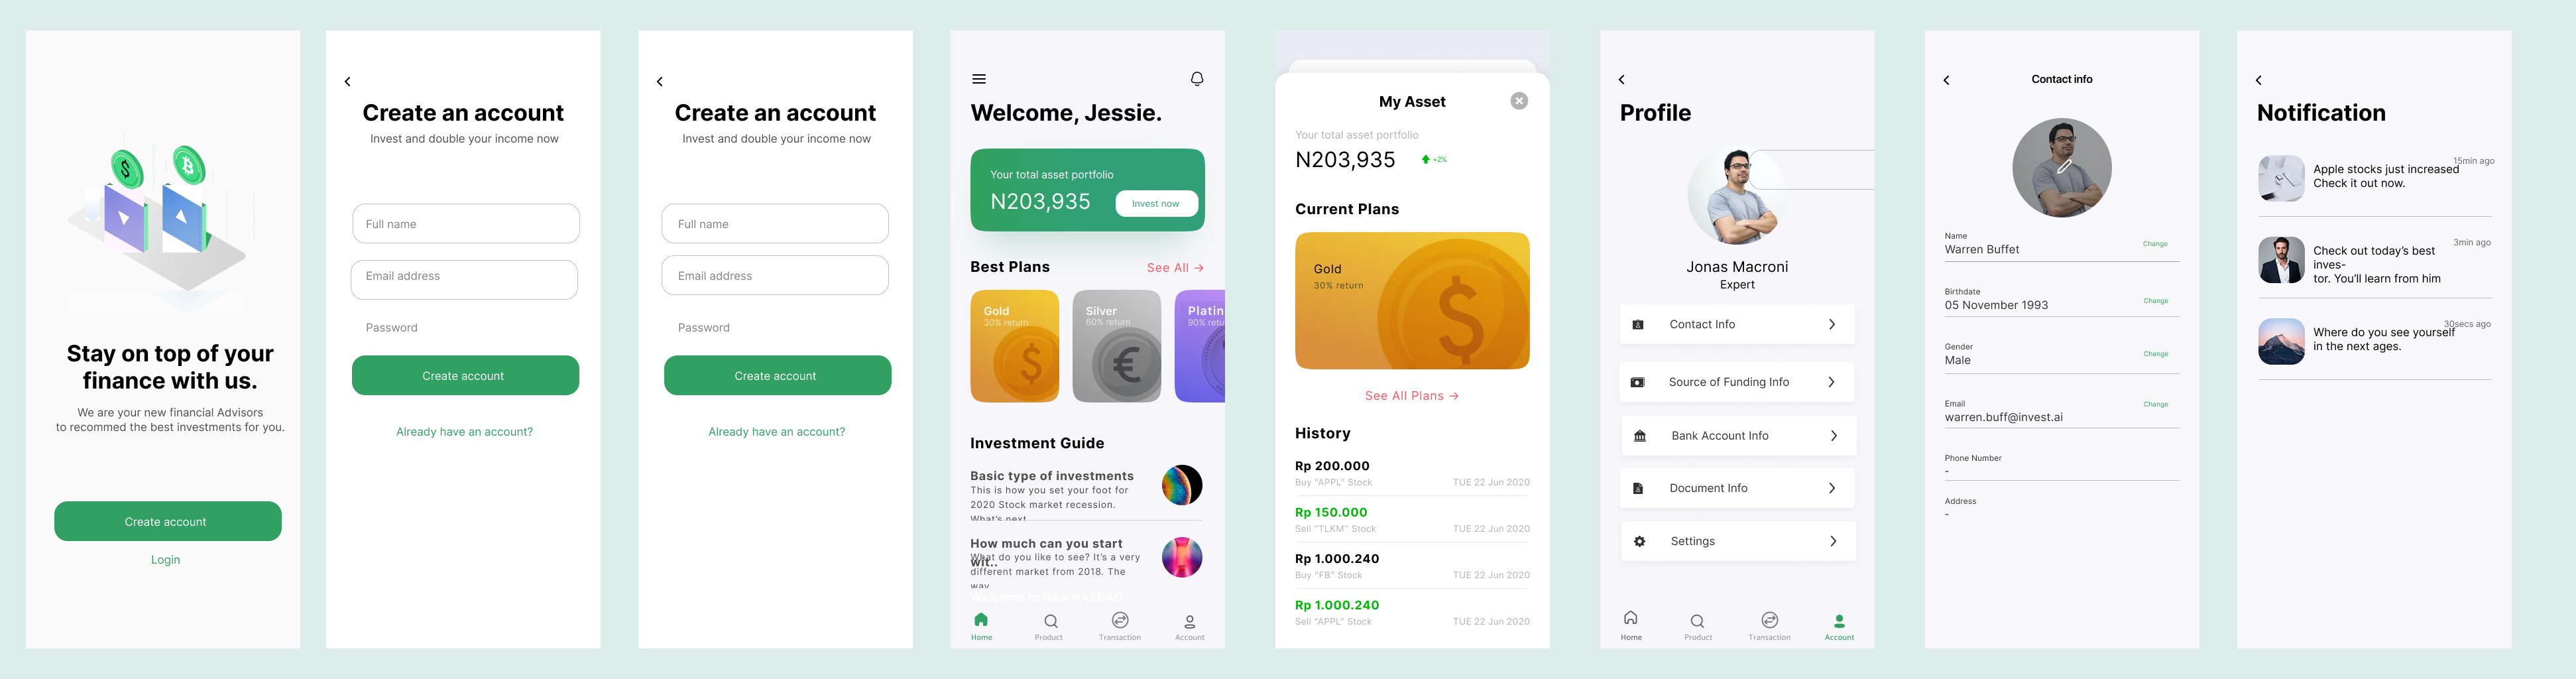 Stay on top of your
finance with us.
We are your new financial Advisors
to recommed the best investments for you.
Create account
Login
Create an account
Invest and double your income now
Full name
Email address
Password
Create account
Already have an account?
Create an account
Invest and double your income now
Full name
Email address
Password
Create account
Already have an account?
Welcome, Jessie.
Your total asset portfolio
N203,935
Invest now
Best Plans
See All →
Gold
30% return
Silver
60% return
Platin
90% retu
Investment Guide
Basic type of investments
This is how you set your foot for
2020 Stock market recession.
What's next
How much can you start
wit..
What do you like to see? It's a very
different market from 2018. The
way
Welcome to New NASDAQ
Home
Product
Transaction
Account
My Asset
Your total asset portfolio
N203,935
+2%
Current Plans
Gold
30% return
See All Plans →
History
Rp 200.000
Buy "APPL" Stock
TUE 22 Jun 2020
Rp 150.000
Sell "TLKM" Stock
TUE 22 Jun 2020
Rp 1.000.240
Buy "FB" Stock
TUE 22 Jun 2020
Rp 1.000.240
Sell "APPL" Stock
TUE 22 Jun 2020
Profile
Jonas Macroni
Expert
Contact Info
Source of Funding Info
Bank Account Info
Document Info
Settings
Home
Product
Transaction
Account
Contact info
Name
Warren Buffet
Change
Birthdate
05 November 1993
Change
Gender
Male
Change
Email
warren.buff@invest.ai
Change
Phone Number
-
Address
-
Notification
15min ago
Apple stocks just increased
Check it out now.
3min ago
Check out today's best
inves-
tor. You'll learn from him
30secs ago
Where do you see yourself
in the next ages.